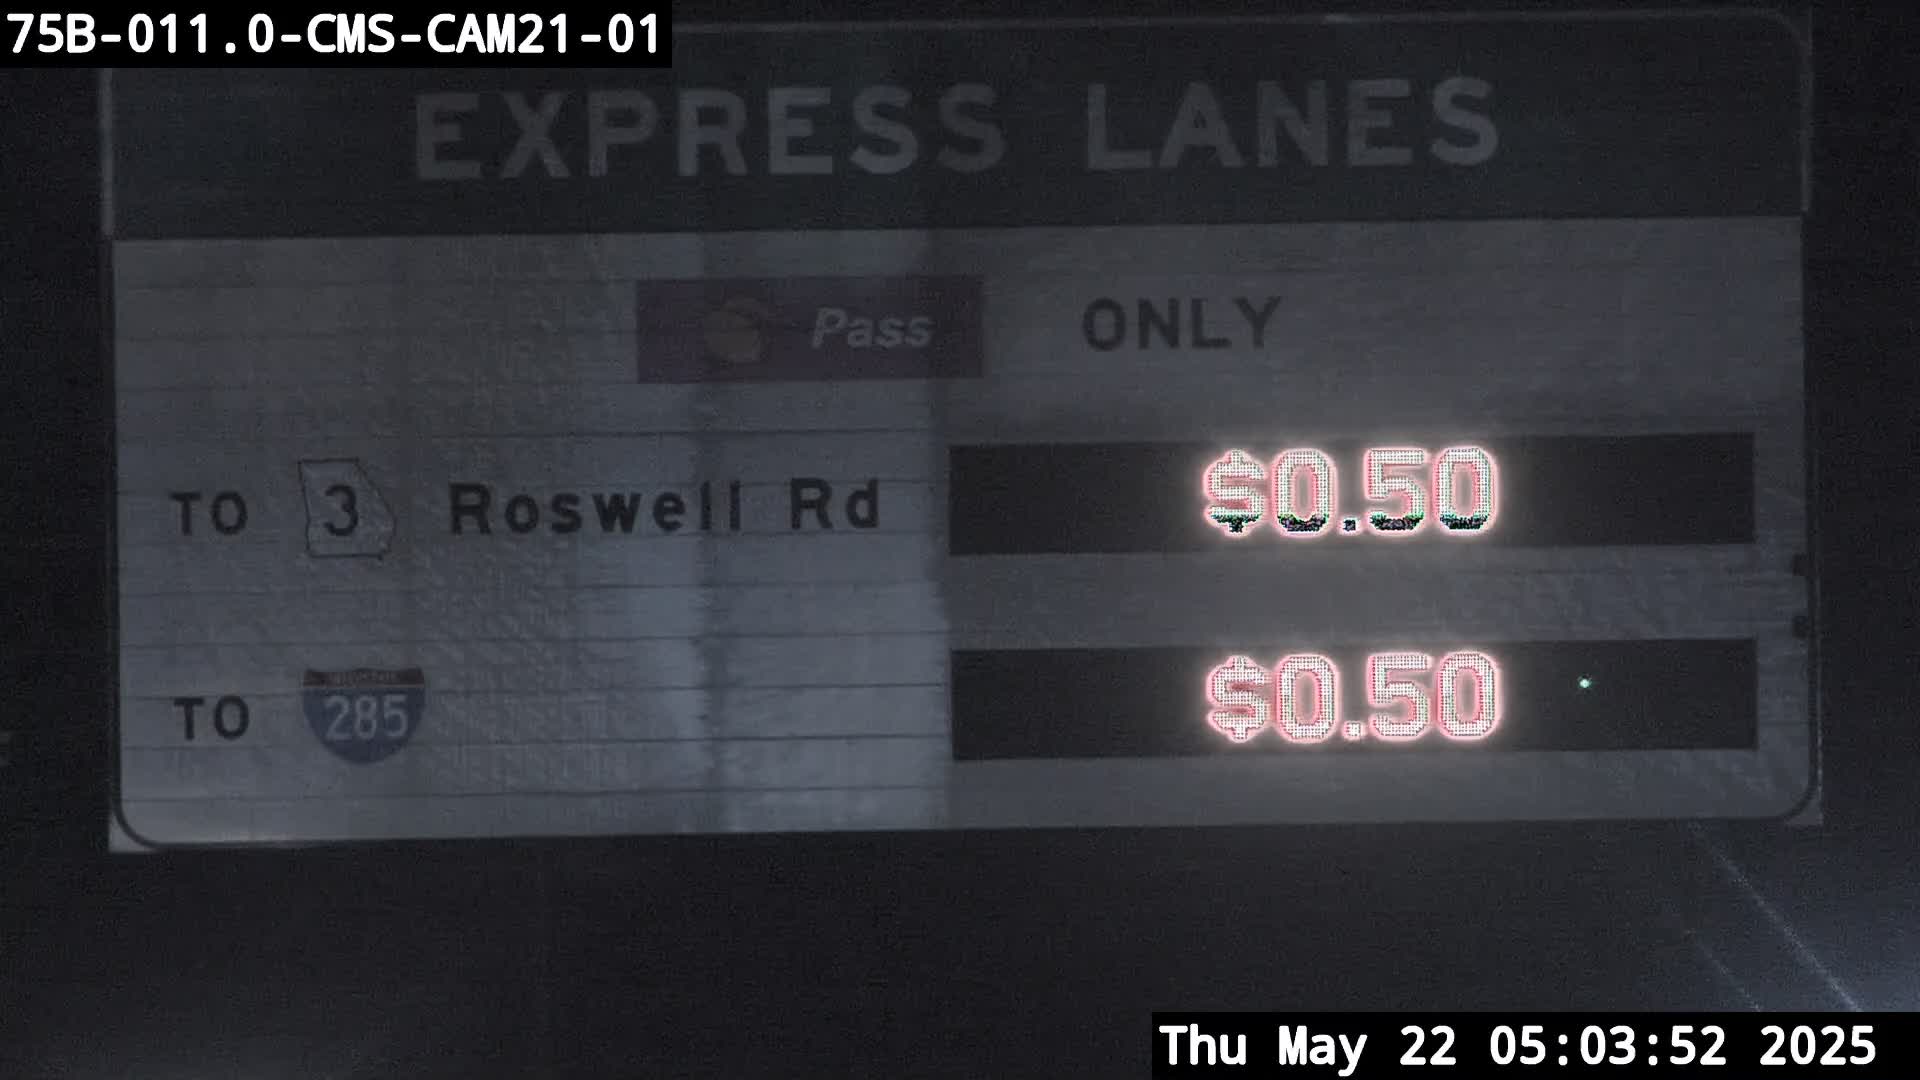 75B-011.0-CMS-CAM21-01
EXPRESS LANES
Pass ONLY
TO 3 Roswell Rd $0.50
TO 285 $0.50
Thu May 22 05:03:52 2025